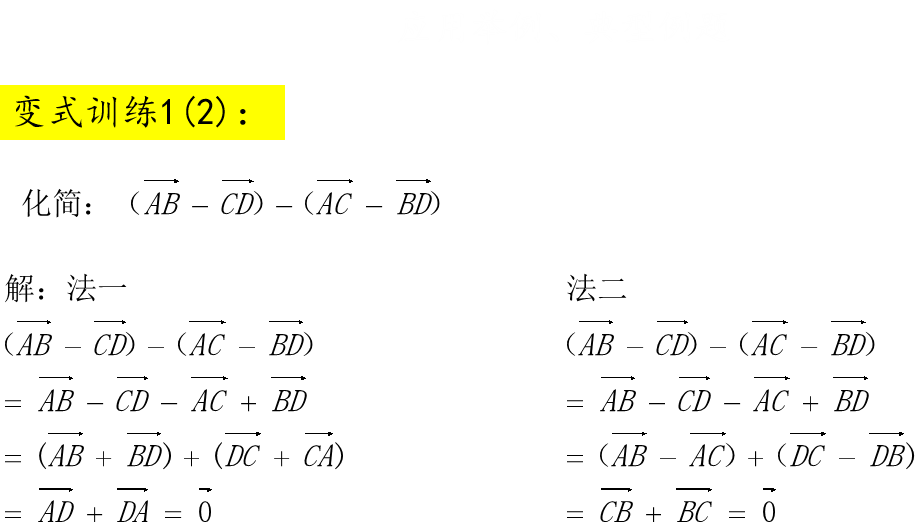 变式训练1(2):
化简: $(\overrightarrow{AB} - \overrightarrow{CD}) - (\overrightarrow{AC} - \overrightarrow{BD})$
解: 法一
$(\overrightarrow{AB} - \overrightarrow{CD}) - (\overrightarrow{AC} - \overrightarrow{BD})$
$= \overrightarrow{AB} - \overrightarrow{CD} - \overrightarrow{AC} + \overrightarrow{BD}$
$= (\overrightarrow{AB} + \overrightarrow{BD}) + (\overrightarrow{DC} + \overrightarrow{CA})$
$= \overrightarrow{AD} + \overrightarrow{DA} = \vec{0}$
法二
$(\overrightarrow{AB} - \overrightarrow{CD}) - (\overrightarrow{AC} - \overrightarrow{BD})$
$= \overrightarrow{AB} - \overrightarrow{CD} - \overrightarrow{AC} + \overrightarrow{BD}$
$= (\overrightarrow{AB} - \overrightarrow{AC}) + (\overrightarrow{DC} - \overrightarrow{DB})$
$= \overrightarrow{CB} + \overrightarrow{BC} = \vec{0}$